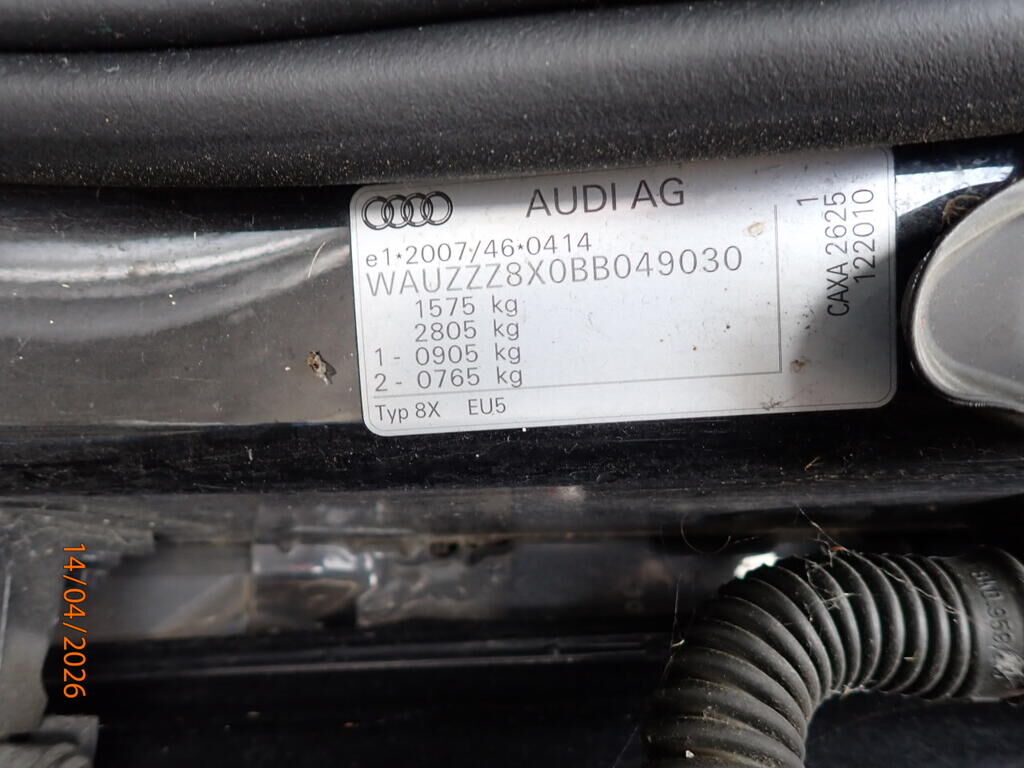 AUDI AG
e1*2007/46*0414
WAUZZZ8X0BB049030
1575 kg
2805 kg
1 - 0905 kg
2 - 0765 kg
Typ 8X EU5
1
CAXA 2625
122010
14/04/2026